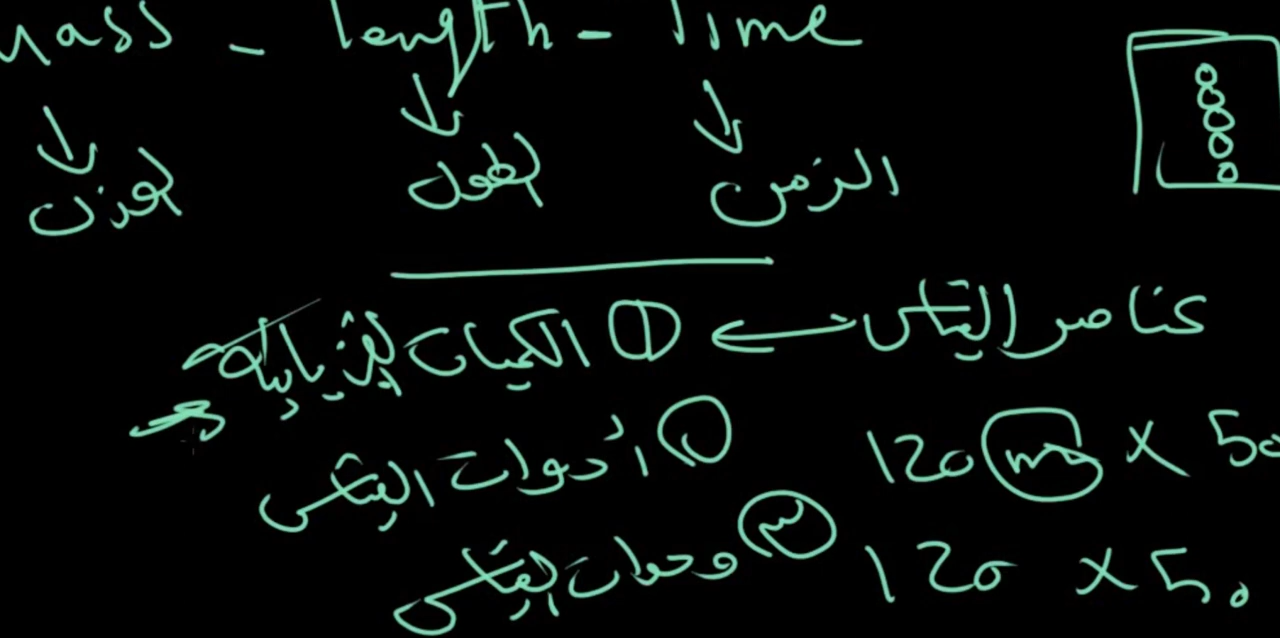 Mass - length - Time
الوزن الطول الزمن
عناصر القياس ← ① الكميات الفيزيائية
② أدوات القياس
120 m × 50
③ وحدات القياس
120 × 50